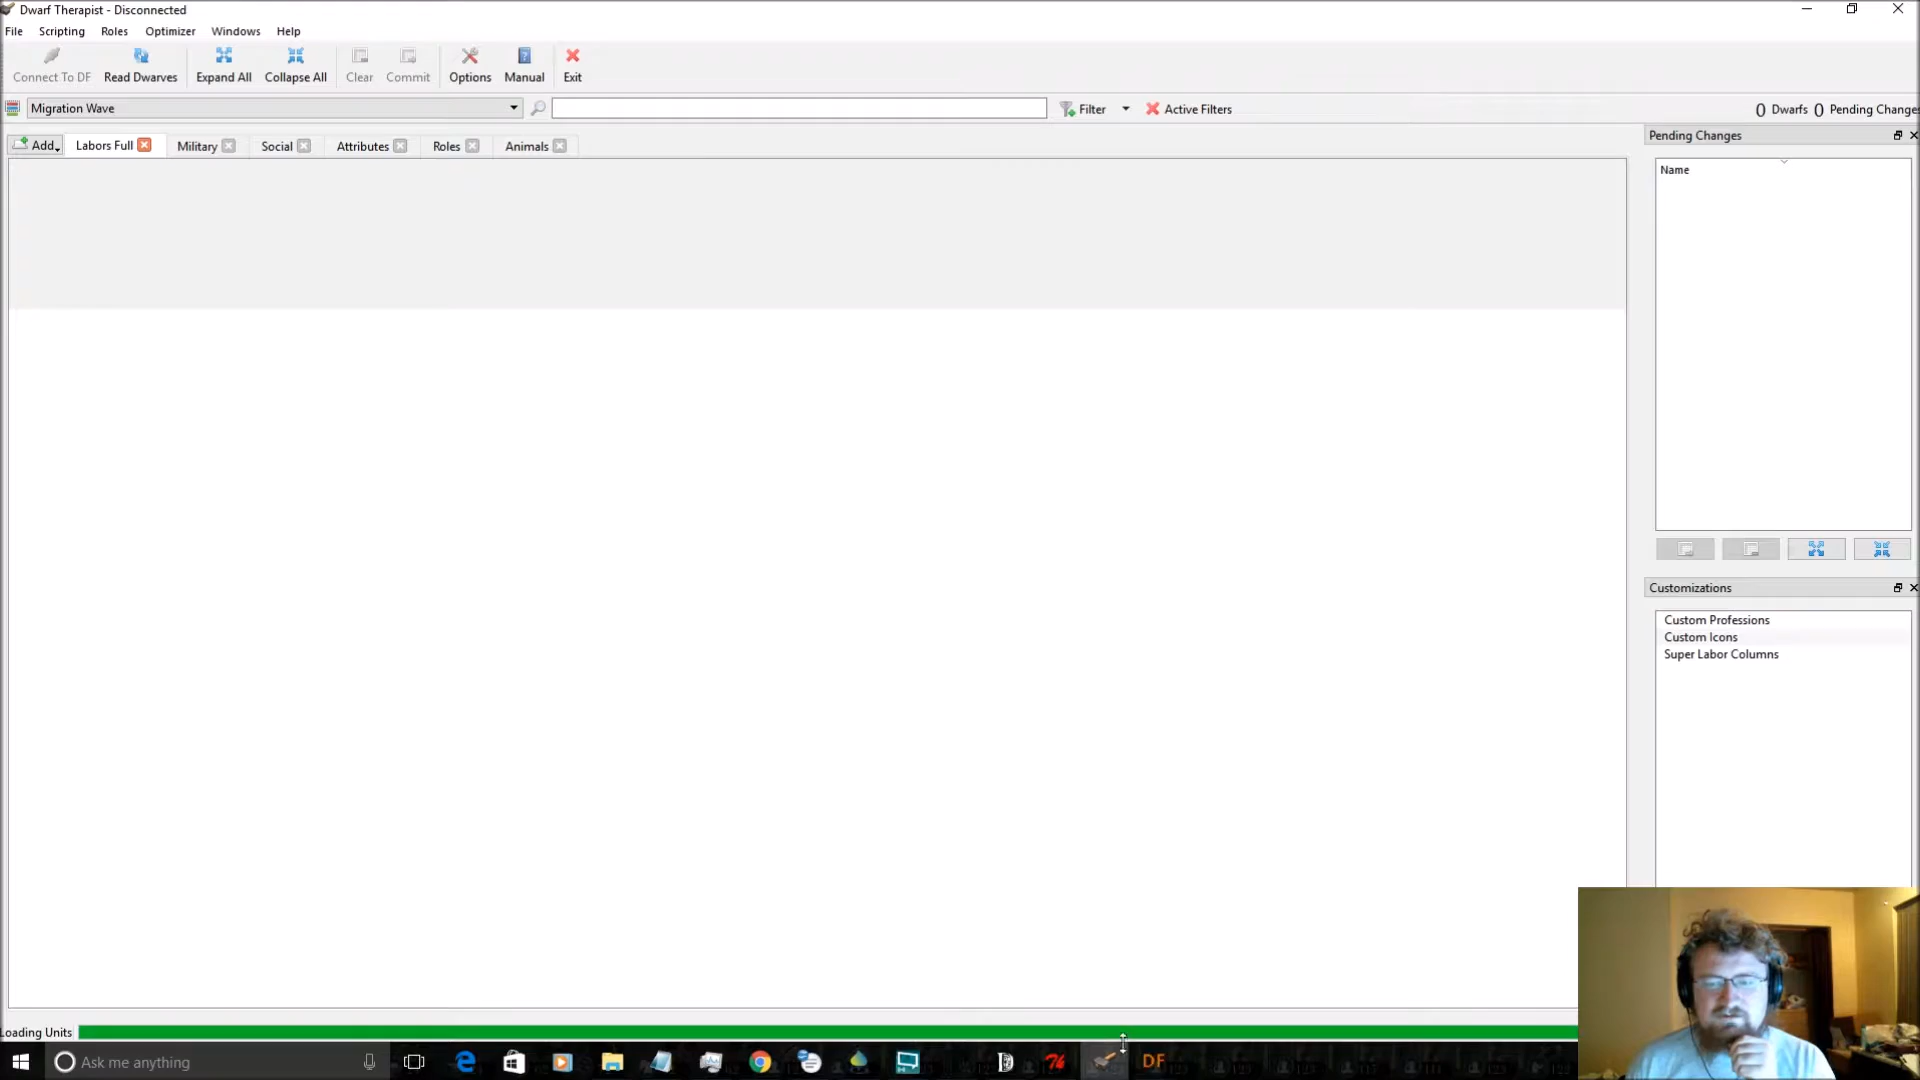 Dwarf Therapist - Disconnected
File Scripting Roles Optimizer Windows Help
Connect To DF Read Dwarves Expand All Collapse All Clear Commit Options Manual Exit
Migration Wave Filter Active Filters 0 Dwarfs 0 Pending Changes
Add Labors Full Military Social Attributes Roles Animals
Pending Changes
Name
Customizations
Custom Professions
Custom Icons
Super Labor Columns
Loading Units
Ask me anything
DF